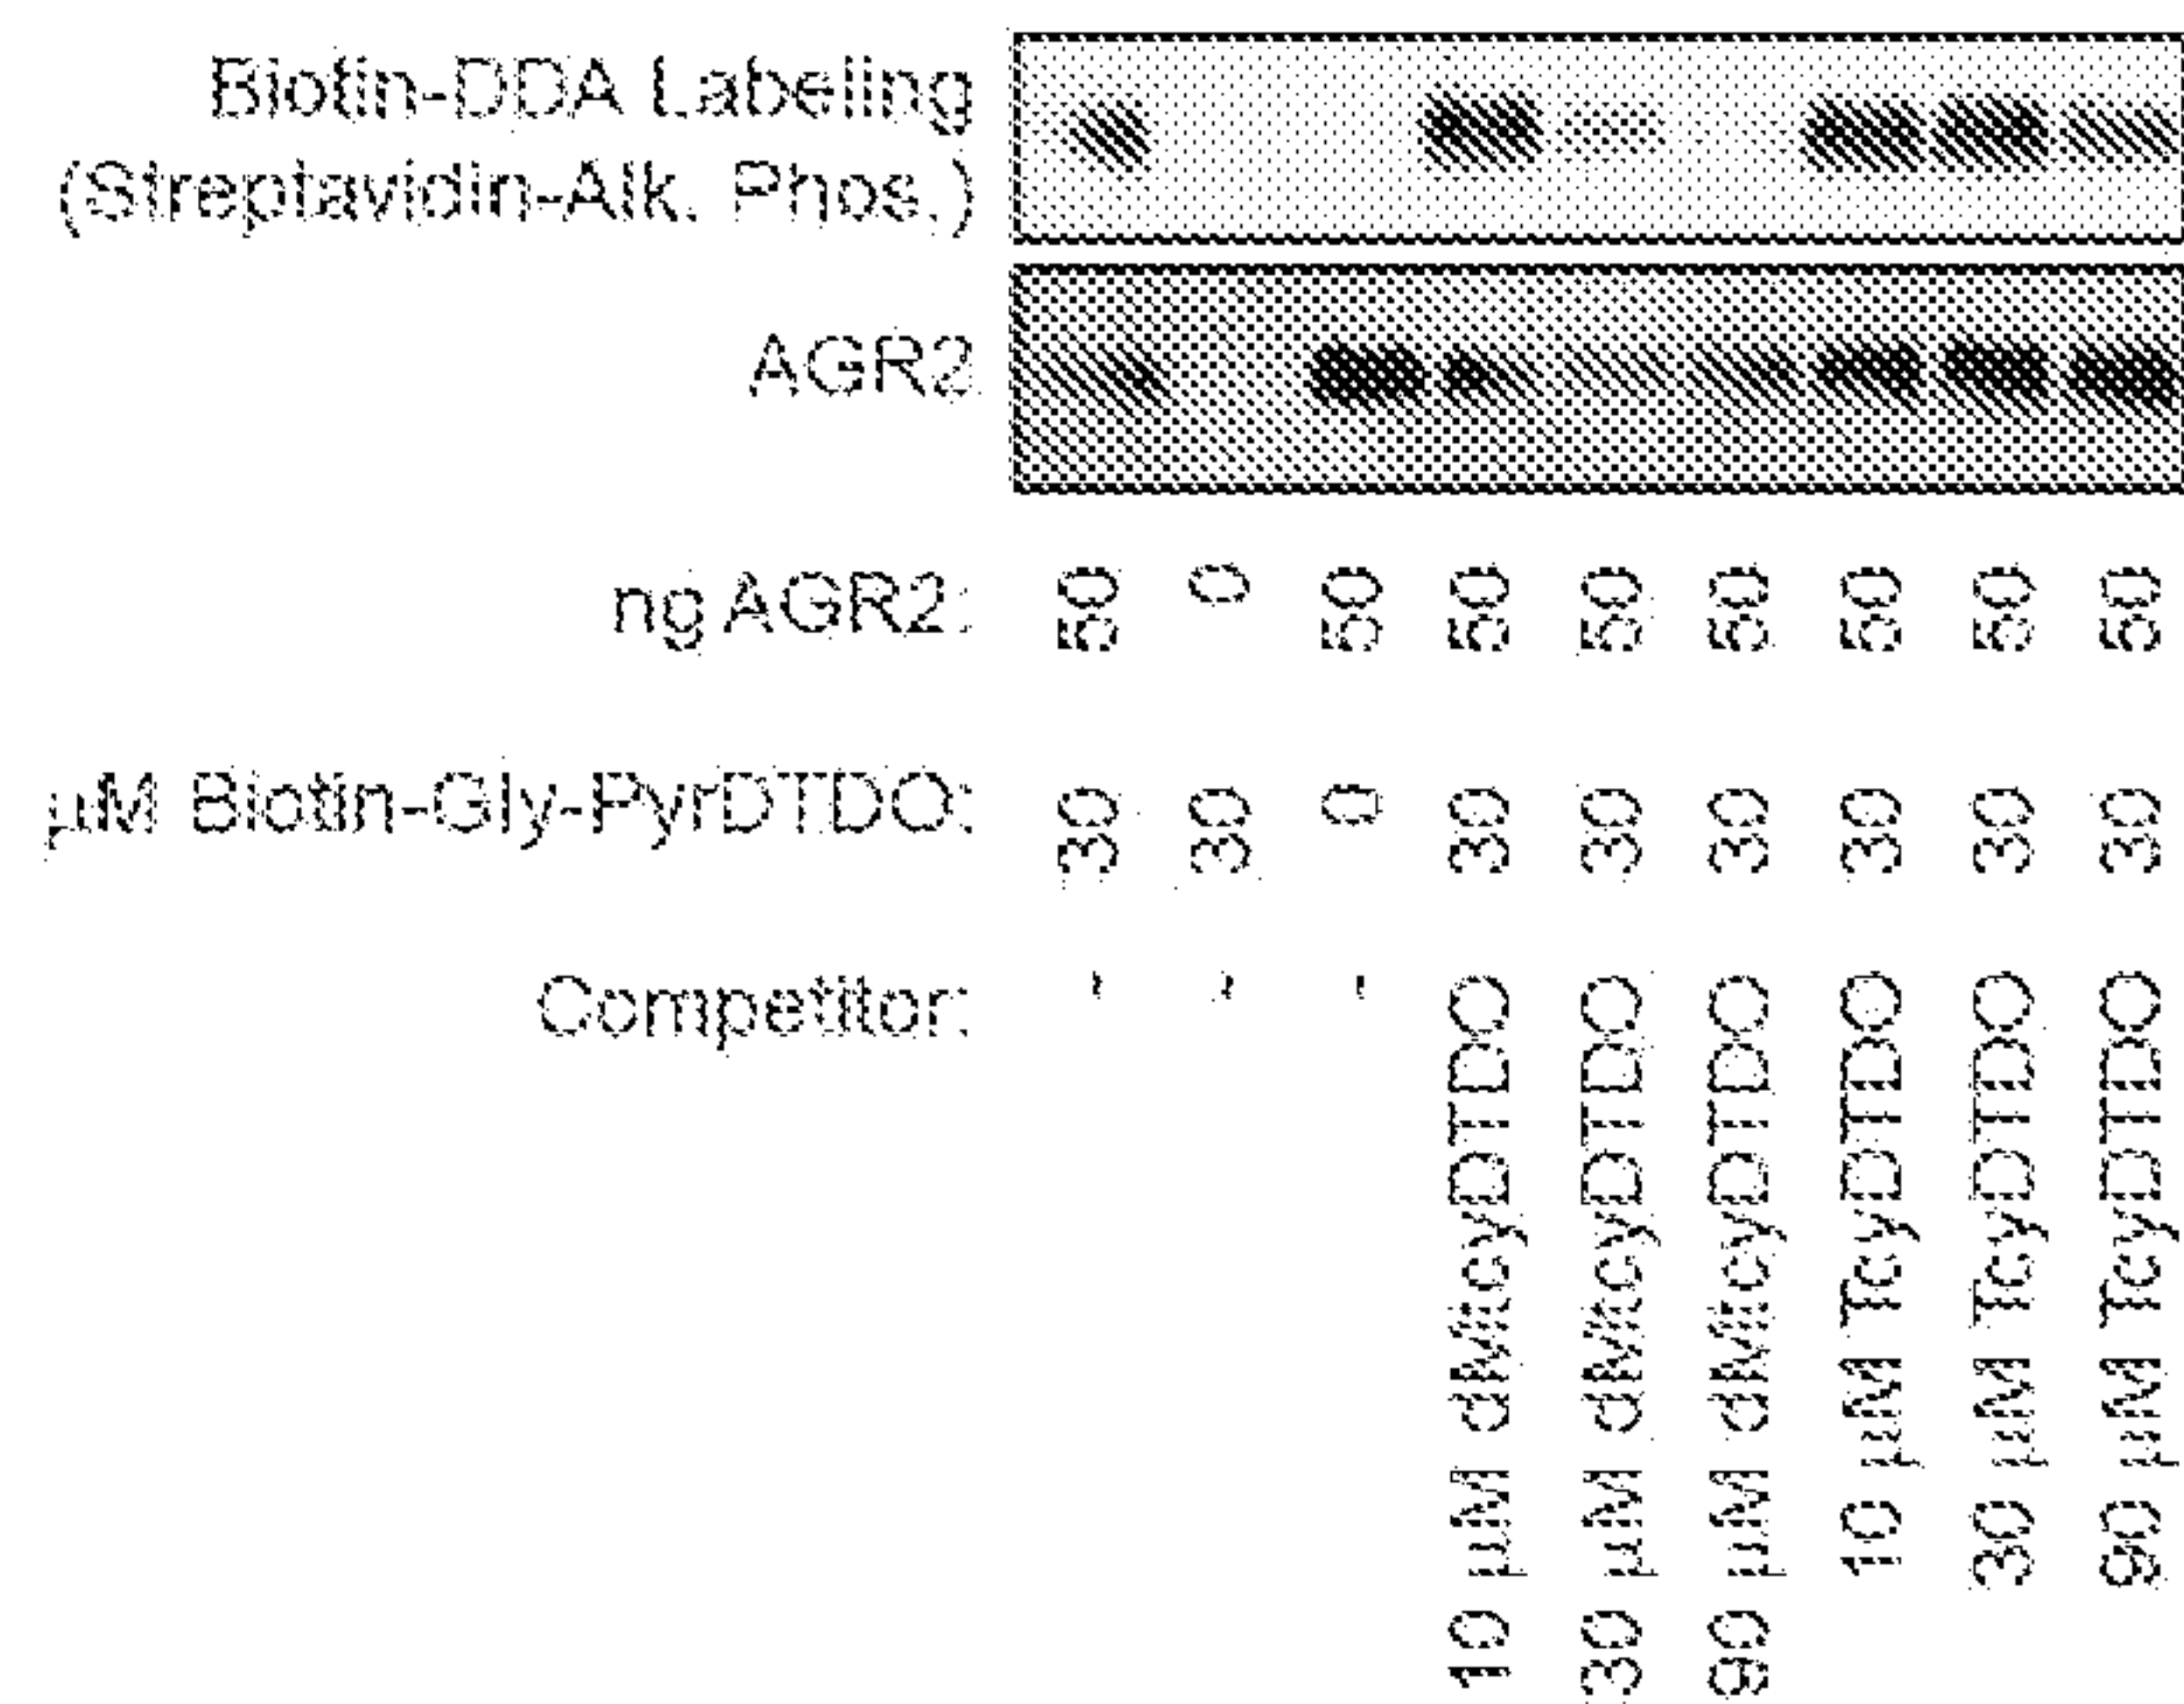 Biotin-DDA Labeling
(Streptavidin-Alk. Phos.)
AGR2
ng AGR2: 50 0 50 50 50 50 50 50 50
µM Biotin-Gly-PyrDTDO: 30 30 0 30 30 30 30 30 30
Competitor: - - - 10 µM dMtcyDTDO 30 µM dMtcyDTDO 90 µM dMtcyDTDO 10 µM TcyDTDO 30 µM TcyDTDO 90 µM TcyDTDO